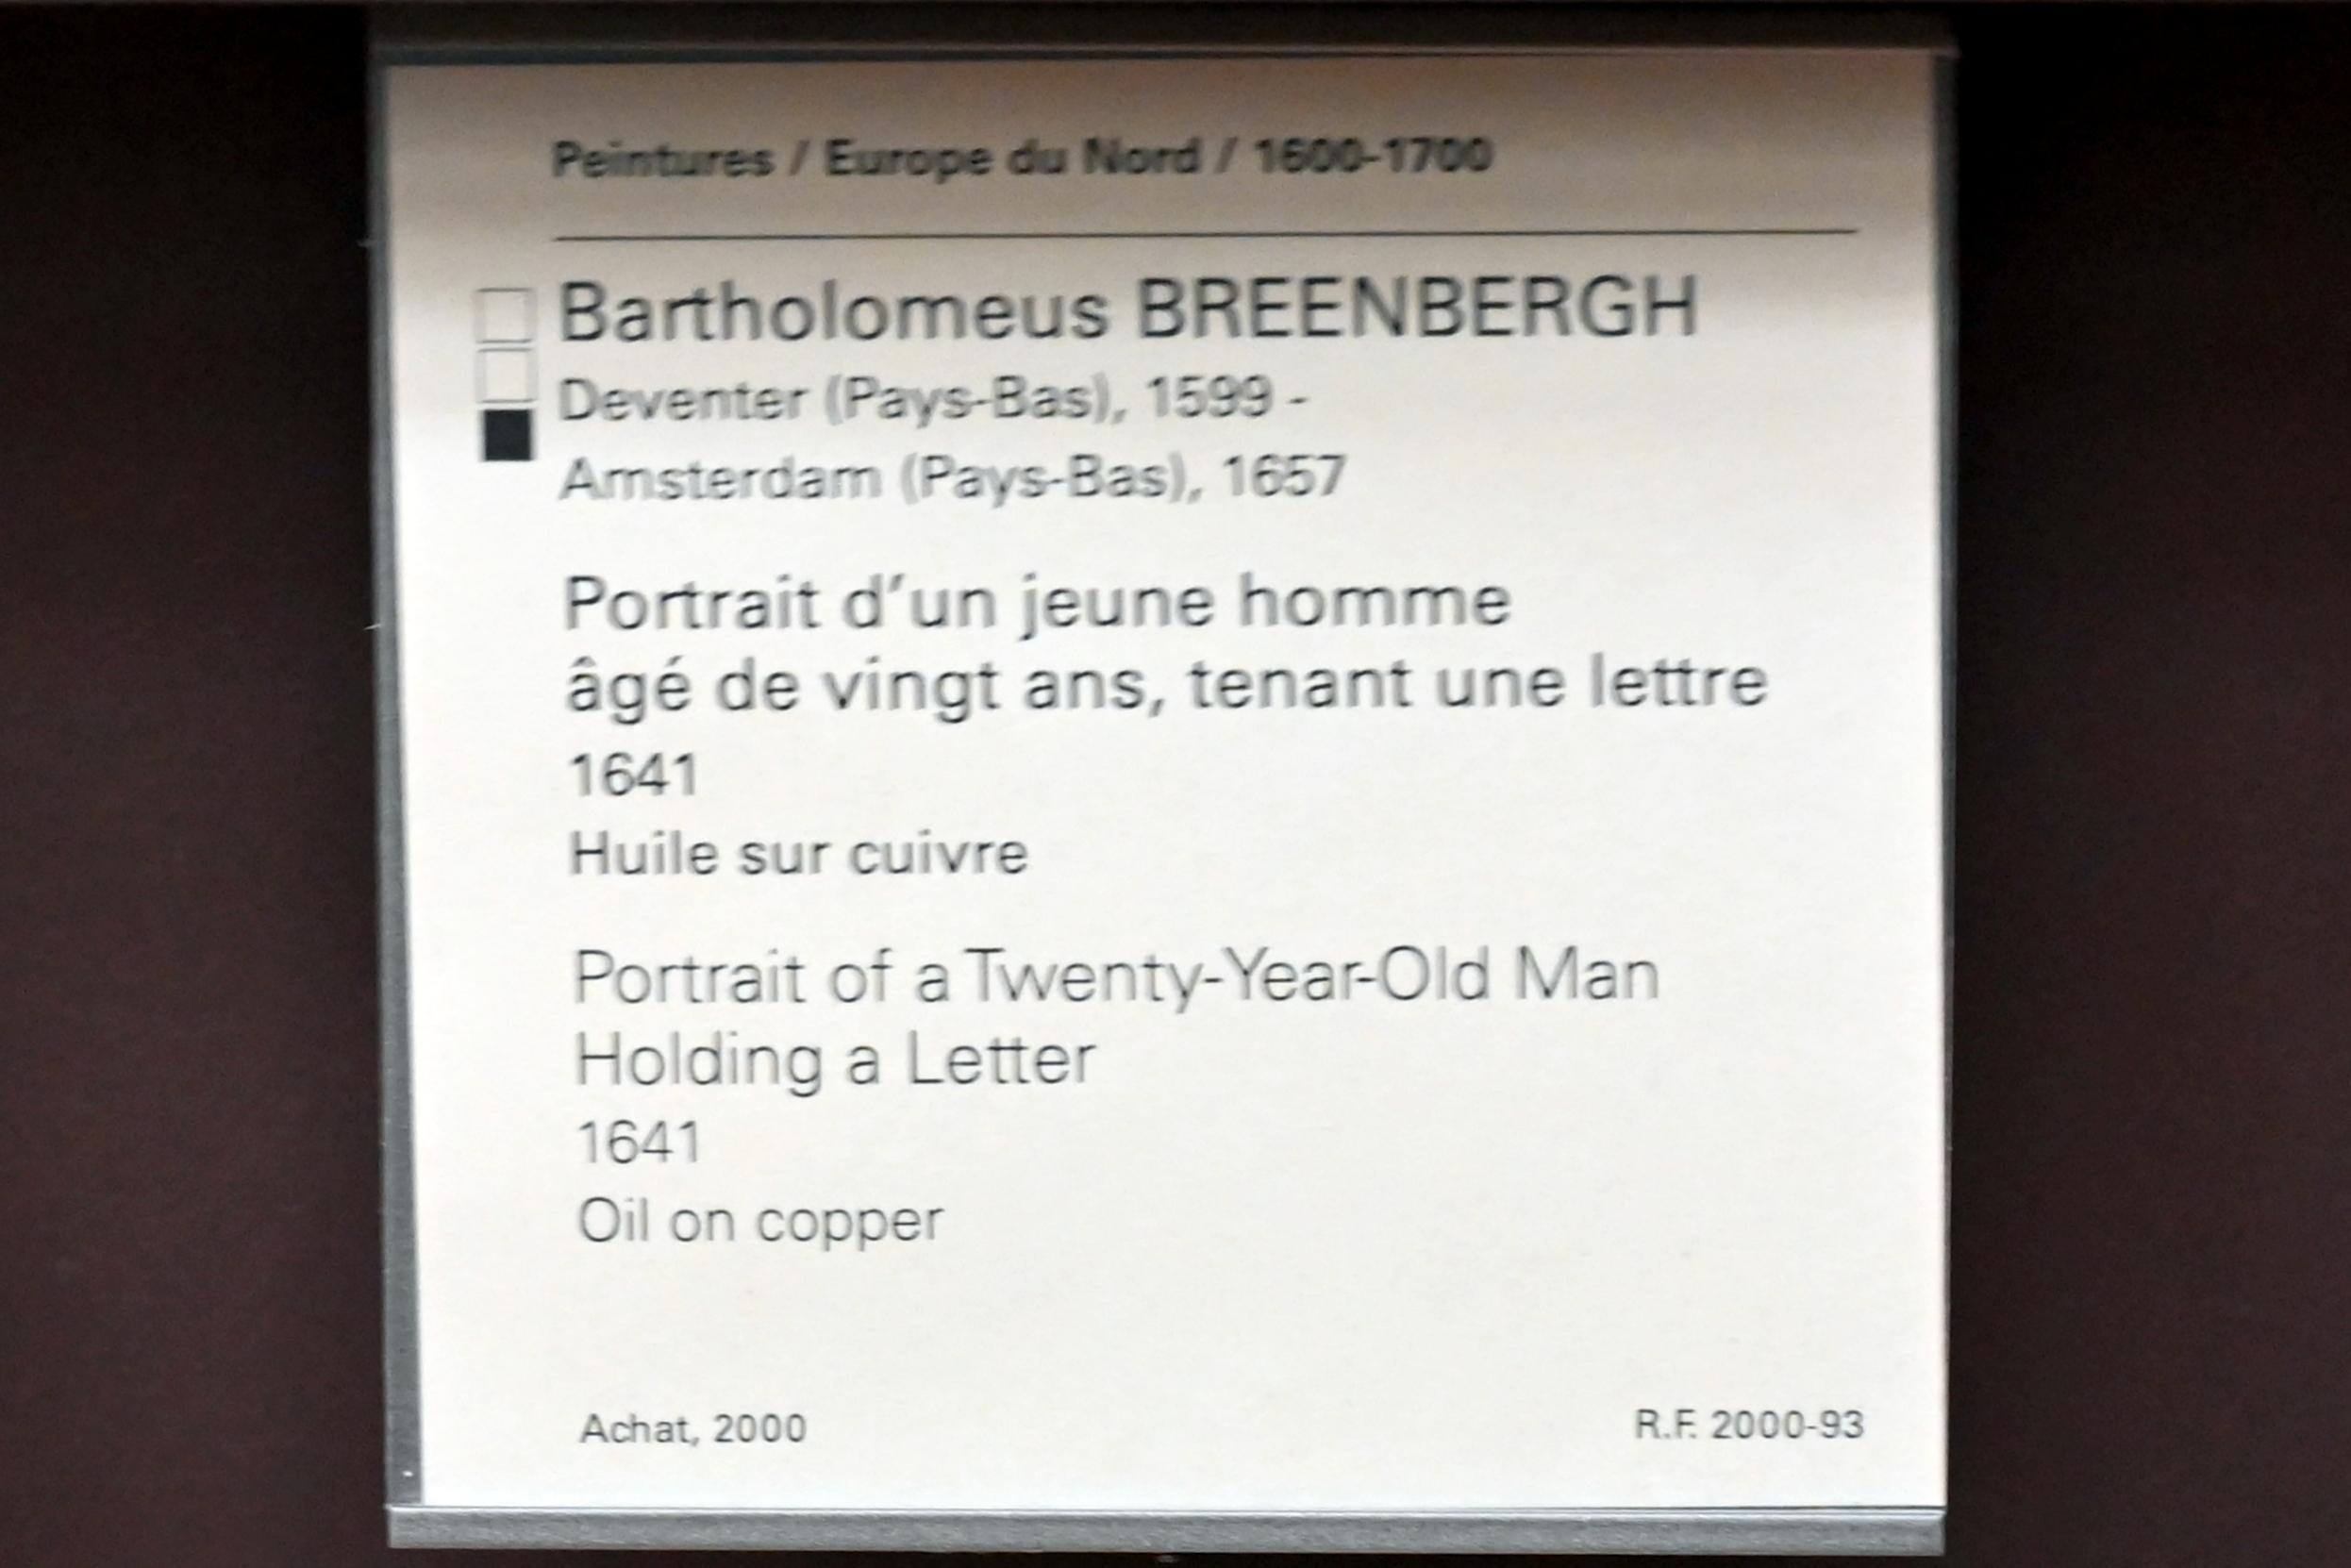 Peintures / Europe du Nord / 1600-1700
Bartholomeus BREENBERGH
Deventer (Pays-Bas), 1599 -
Amsterdam (Pays-Bas), 1657
Portrait d'un jeune homme
âgé de vingt ans, tenant une lettre
1641
Huile sur cuivre
Portrait of a Twenty-Year-Old Man
Holding a Letter
1641
Oil on copper
Achat, 2000
R.F. 2000-93